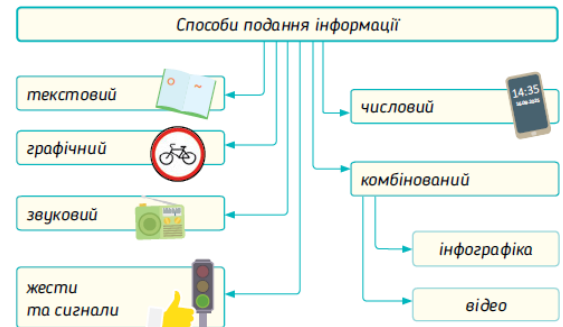 Способи подання інформації
текстовий
графічний
звуковий
жести
та сигнали
14:35
числовий
комбінований
інфографіка
відео